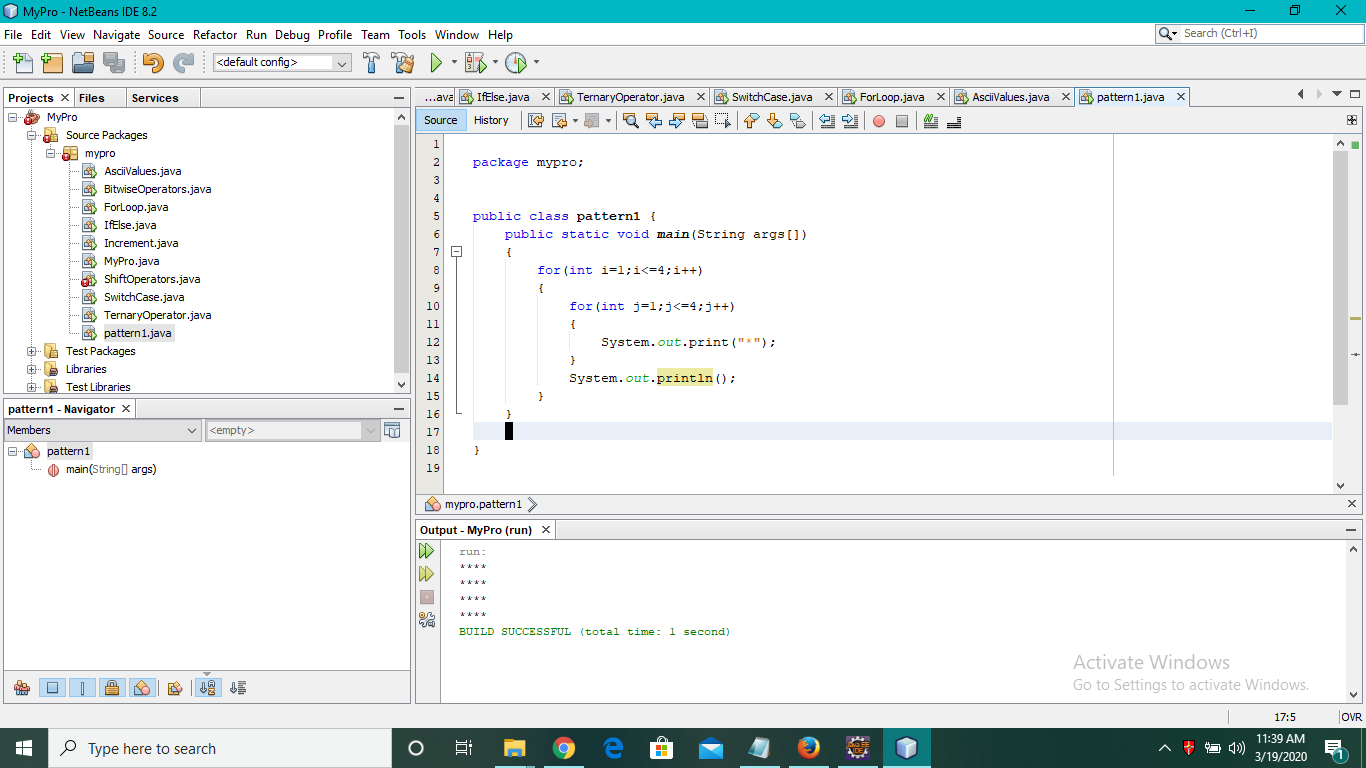 MyPro - NetBeans IDE 8.2
File Edit View Navigate Source Refactor Run Debug Profile Team Tools Window Help
Search (Ctrl+I)
<default config>
Projects Files Services
MyPro
Source Packages
mypro
AsciiValues.java
BitwiseOperators.java
ForLoop.java
IfElse.java
Increment.java
MyPro.java
ShiftOperators.java
SwitchCase.java
TernaryOperator.java
pattern1.java
Test Packages
Libraries
Test Libraries
pattern1 - Navigator
Members
<empty>
pattern1
main(String[] args)
...ava IfElse.java TernaryOperator.java SwitchCase.java ForLoop.java AsciiValues.java pattern1.java
Source History
1
2 package mypro;
3
4
5 public class pattern1 {
6 public static void main(String args[])
7 {
8 for(int i=1;i<=4;i++)
9 {
10 for(int j=1;j<=4;j++)
11 {
12 System.out.print("*");
13 }
14 System.out.println();
15 }
16 }
17
18 }
19
mypro.pattern1
Output - MyPro (run)
run:
****
****
****
****
BUILD SUCCESSFUL (total time: 1 second)
Activate Windows
Go to Settings to activate Windows.
17:5 OVR
Type here to search
11:39 AM
3/19/2020
1